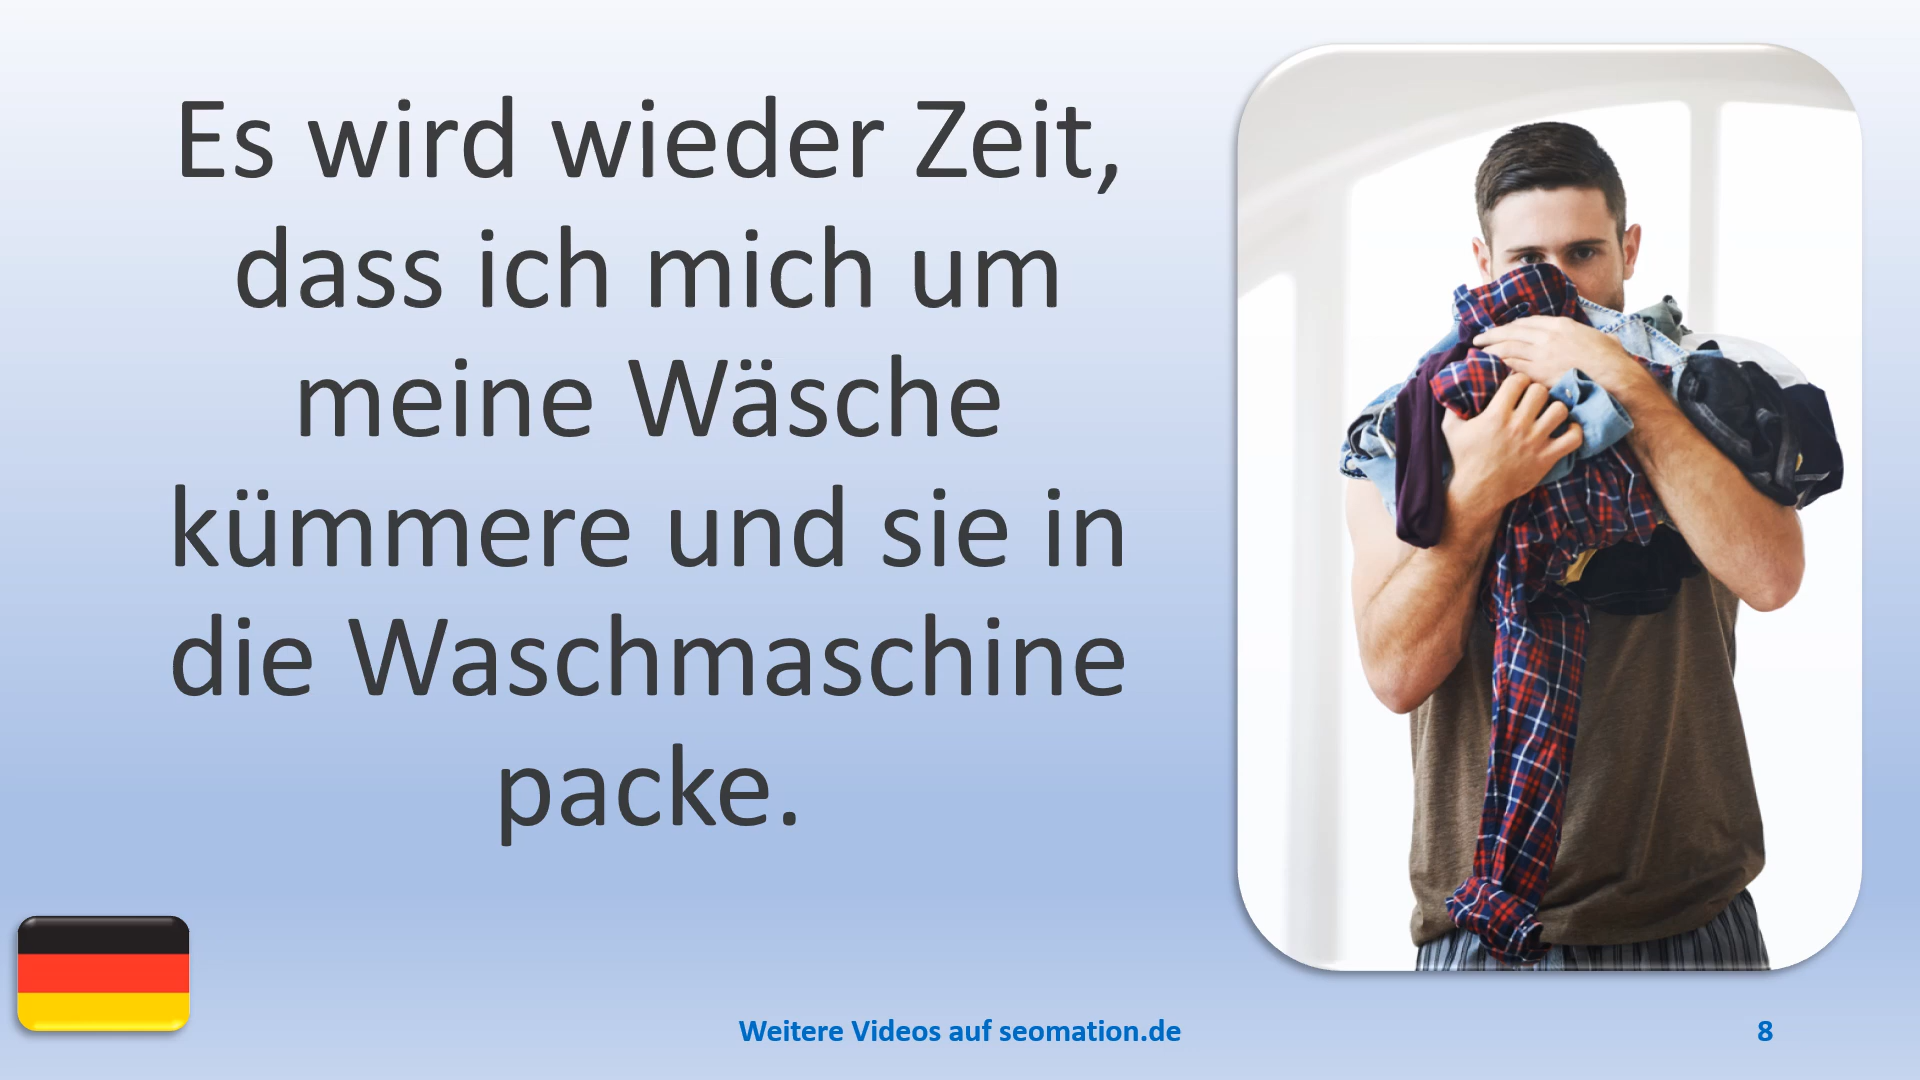 Es wird wieder Zeit,
dass ich mich um
meine Wäsche
kümmere und sie in
die Waschmaschine
packe.
Weitere Videos auf seomation.de
8